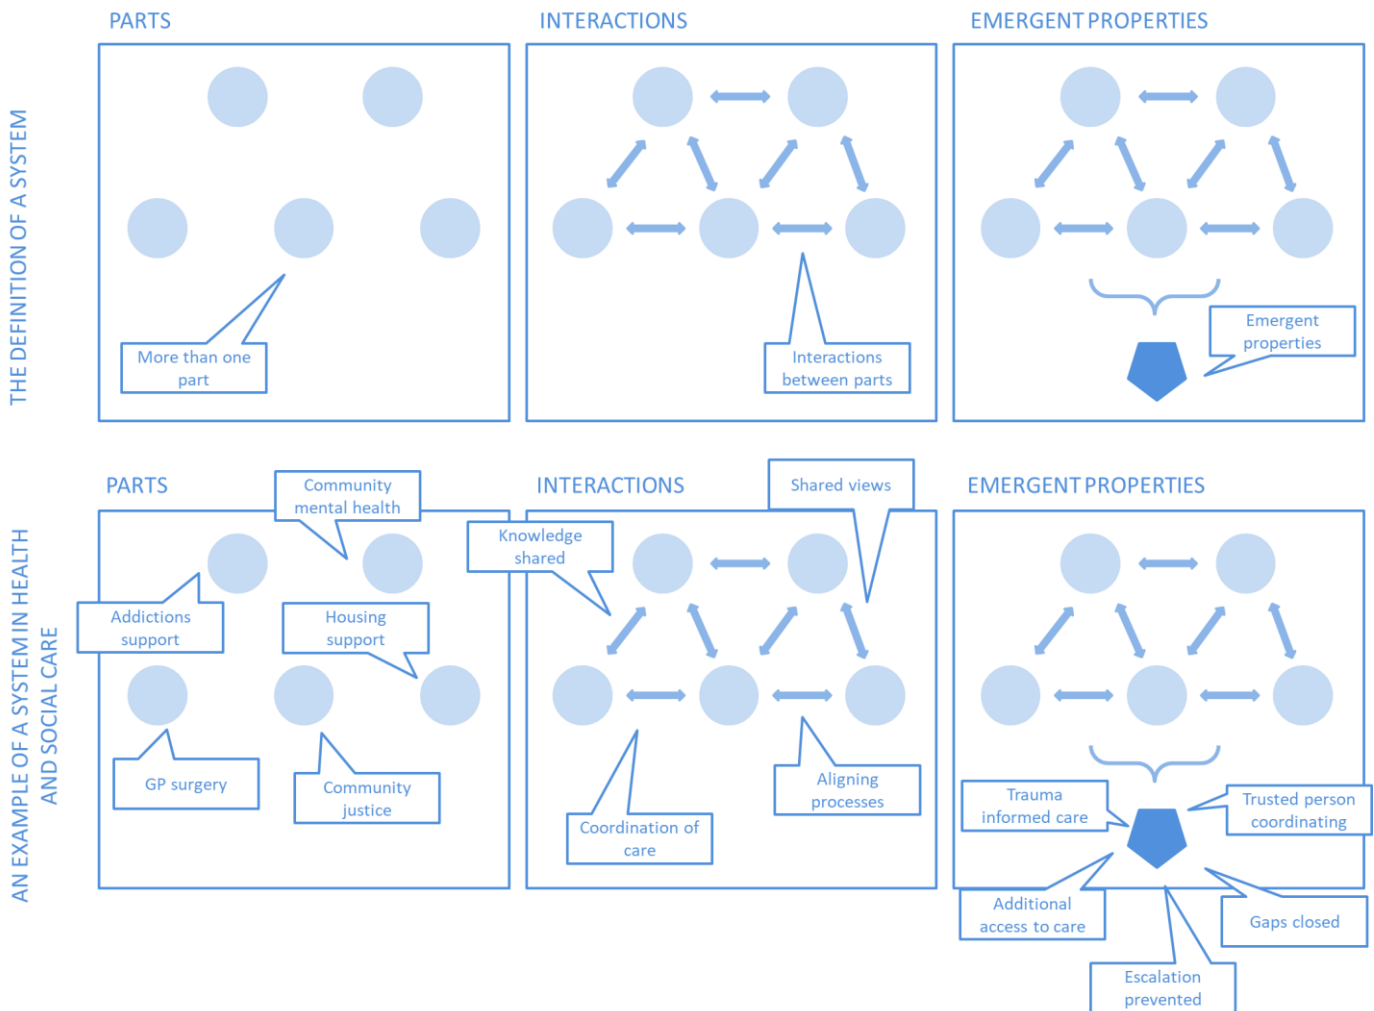 PARTS
INTERACTIONS
EMERGENT PROPERTIES
THE DEFINITION OF A SYSTEM
More than one
part
Interactions
between parts
Emergent
properties
PARTS
INTERACTIONS
EMERGENT PROPERTIES
AN EXAMPLE OF A SYSTEM IN HEALTH
AND SOCIAL CARE
Community
mental health
Addictions
support
Housing
support
GP surgery
Community
justice
Knowledge
shared
Shared views
Coordination of
care
Aligning
processes
Trauma
informed care
Trusted person
coordinating
Additional
access to care
Gaps closed
Escalation
prevented